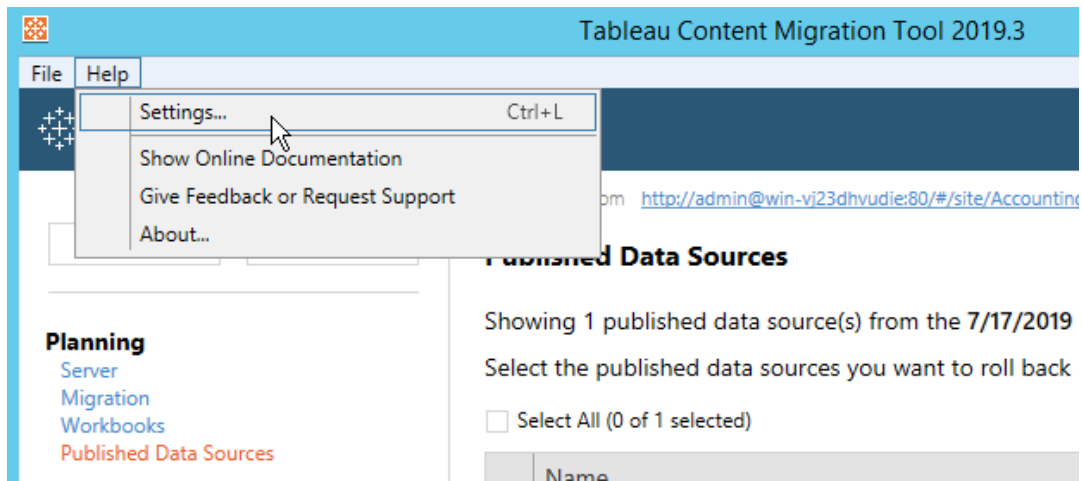 Tableau Content Migration Tool 2019.3
File Help
Settings... Ctrl+L
Show Online Documentation
Give Feedback or Request Support
About...
http://admin@win-vj23dhvudie:80/#/site/Accounting
Published Data Sources
Showing 1 published data source(s) from the 7/17/2019
Select the published data sources you want to roll back
Select All (0 of 1 selected)
Name
Planning
Server
Migration
Workbooks
Published Data Sources